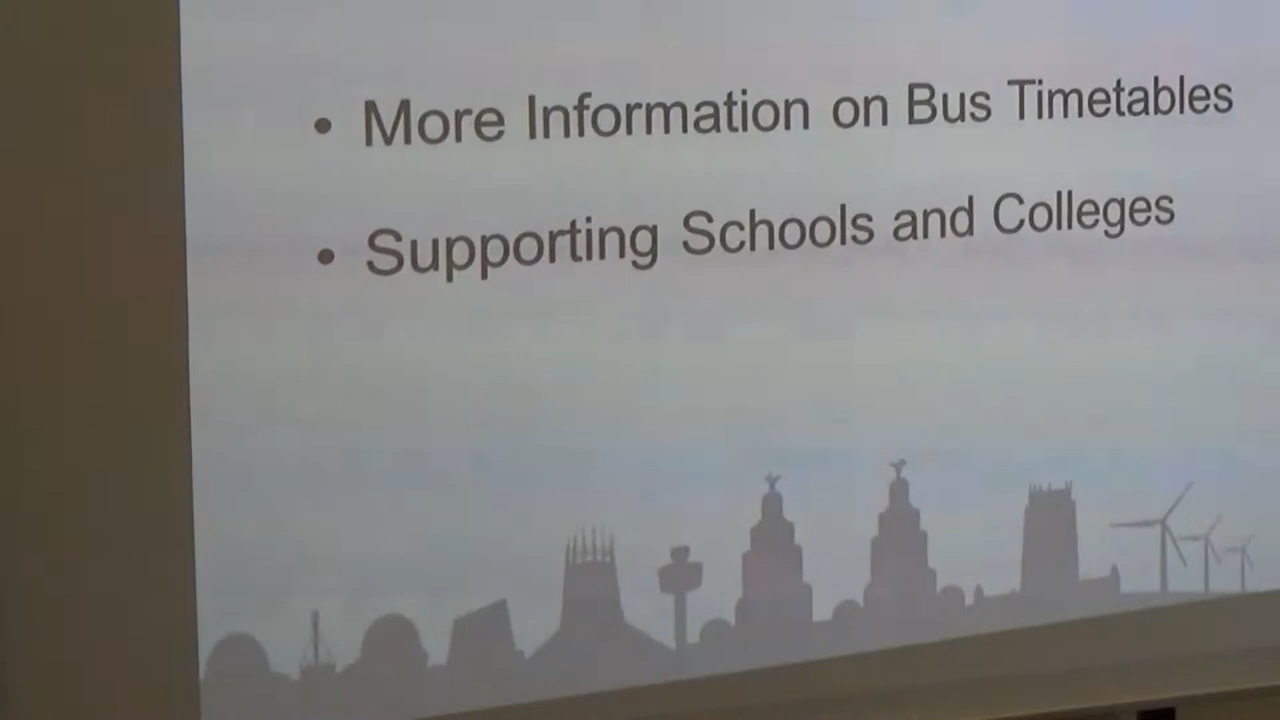 • More Information on Bus Timetables
• Supporting Schools and Colleges